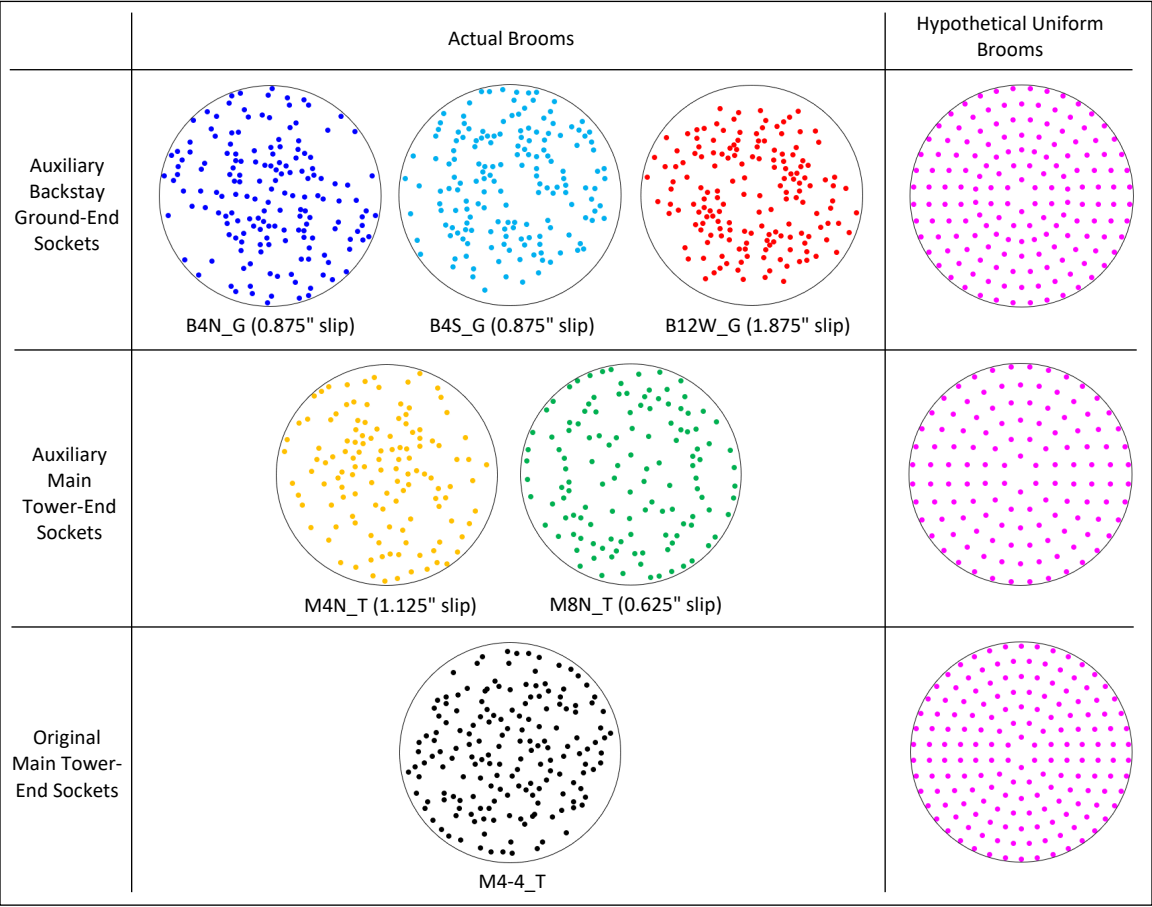 Actual Brooms
Hypothetical Uniform
Brooms
Auxiliary
Backstay
Ground-End
Sockets
B4N_G (0.875" slip)
B4S_G (0.875" slip)
B12W_G (1.875" slip)
Auxiliary
Main
Tower-End
Sockets
M4N_T (1.125" slip)
M8N_T (0.625" slip)
Original
Main Tower-
End Sockets
M4-4_T